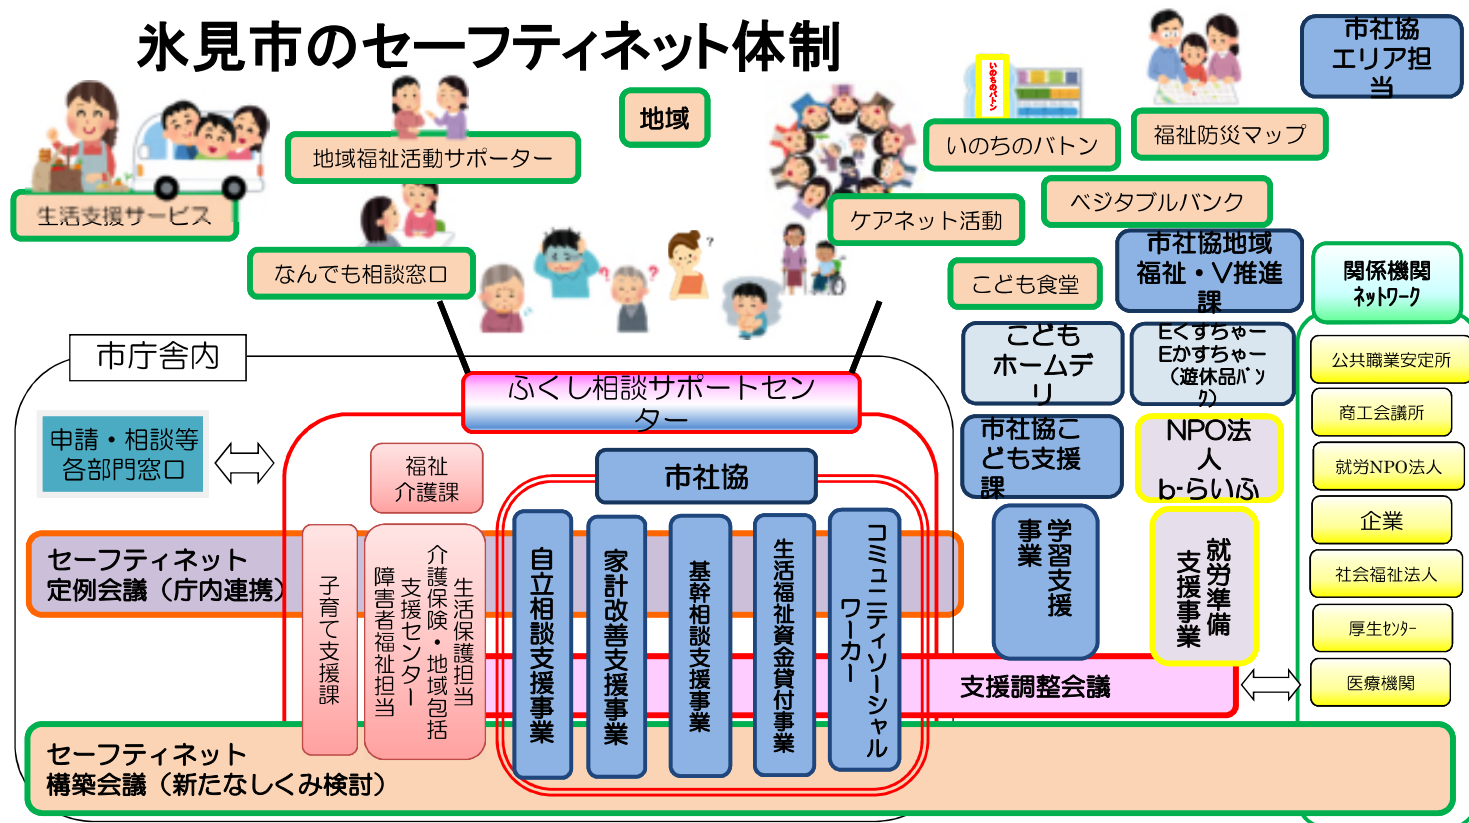 氷見市のセーフティネット体制
市社協
エリア担
当
地域
いのちのバトン
地域福祉活動サポーター
いのちのバトン
福祉防災マップ
生活支援サービス
ケアネット活動
ベジタブルバンク
なんでも相談窓口
?
?
?
こども食堂
市社協地域
福祉・V推進
課
関係機関
ネットワーク
市庁舎内
ふくし相談サポートセン
ター
こども
ホームデ
リ
Eくすちゃー
Eかすちゃー
（遊休品バン
ク）
公共職業安定所
商工会議所
就労NPO法人
企業
社会福祉法人
厚生センター
医療機関
申請・相談等
各部門窓口
福祉
介護課
市社協
市社協こ
ども支援
課
NPO法
人
b-らいふ
セーフティネット
定例会議（庁内連携）
子育て支援課
生活保護担当
介護保険・地域包括
支援センター
障害者福祉担当
自立相談支援事業
家計改善支援事業
基幹相談支援事業
生活福祉資金貸付事業
コミュニティソーシャル
ワーカー
学習支援
事業
就労準備
支援事業
支援調整会議
セーフティネット
構築会議（新たなしくみ検討）